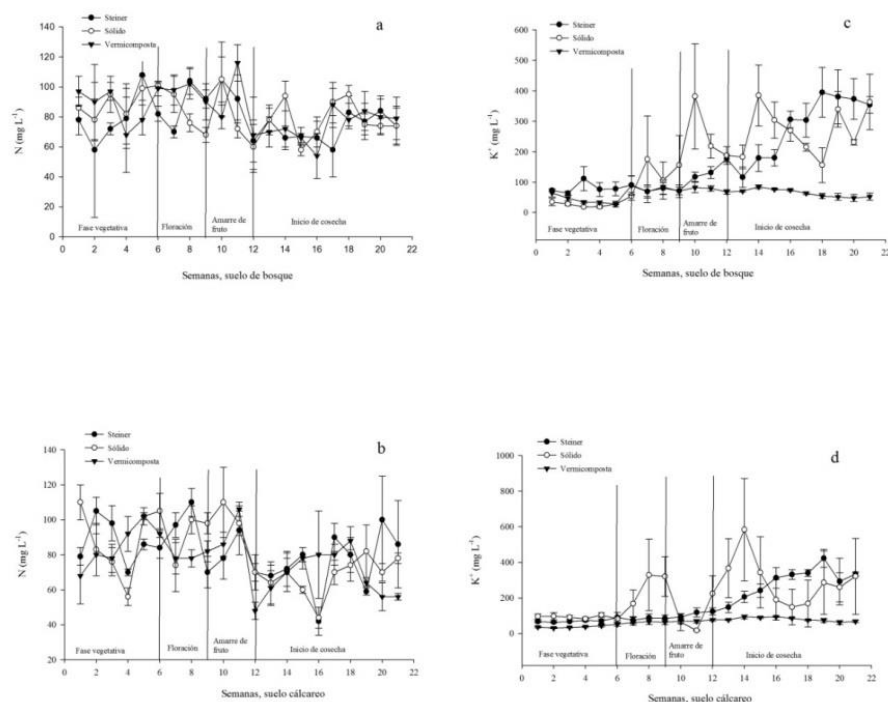 a
Steiner
Sólido
Vermicomposta
140
120
100
80
60
40
20
0
N (mg L-1)
Fase vegetativa
Floración
Amarre de
fruto
Inicio de cosecha
0 2 4 6 8 10 12 14 16 18 20 22
Semanas, suelo de bosque
c
Steiner
Sólido
Vermicomposta
600
500
400
300
200
100
0
K+ (mg L-1)
Fase vegetativa
Floración
Amarre de
fruto
Inicio de cosecha
0 2 4 6 8 10 12 14 16 18 20 22
Semanas, suelo de bosque
b
Steiner
Sólido
Vermicomposta
140
120
100
80
60
40
20
N (mg L-1)
Fase vegetativa
Floración
Amarre de
fruto
Inicio de cosecha
0 2 4 6 8 10 12 14 16 18 20 22
Semanas, suelo cálcareo
d
Steiner
Sólido
Vermicomposta
1000
800
600
400
200
0
K+ (mg L-1)
Fase vegetativa
Floración
Amarre de
fruto
Inicio de cosecha
0 2 4 6 8 10 12 14 16 18 20 22
Semanas, suelo cálcareo